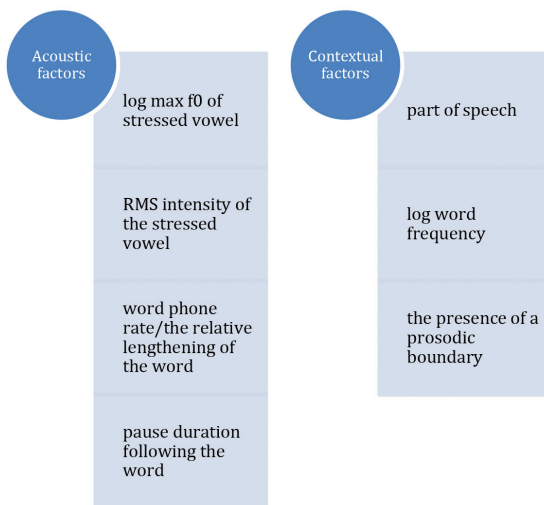 Acoustic
factors
log max f0 of
stressed vowel
RMS intensity of
the stressed
vowel
word phone
rate/the relative
lengthening of
the word
pause duration
following the
word
Contextual
factors
part of speech
log word
frequency
the presence of a
prosodic
boundary